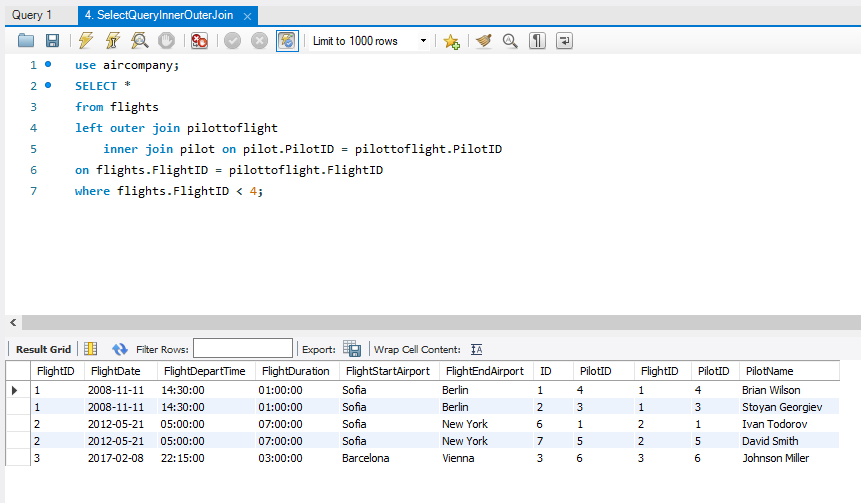 Query 1 4. SelectQueryInnerOuterJoin ×
Limit to 1000 rows
1 use aircompany;
2 SELECT *
3 from flights
4 left outer join pilottoflight
5 inner join pilot on pilot.PilotID = pilottoflight.PilotID
6 on flights.FlightID = pilottoflight.FlightID
7 where flights.FlightID < 4;
Result Grid Filter Rows: Export: Wrap Cell Content: IA
FlightID FlightDate FlightDepartTime FlightDuration FlightStartAirport FlightEndAirport ID PilotID FlightID PilotID PilotName
1 2008-11-11 14:30:00 01:00:00 Sofia Berlin 1 4 1 4 Brian Wilson
1 2008-11-11 14:30:00 01:00:00 Sofia Berlin 2 3 1 3 Stoyan Georgiev
2 2012-05-21 05:00:00 07:00:00 Sofia New York 6 1 2 1 Ivan Todorov
2 2012-05-21 05:00:00 07:00:00 Sofia New York 7 5 2 5 David Smith
3 2017-02-08 22:15:00 03:00:00 Barcelona Vienna 3 6 3 6 Johnson Miller